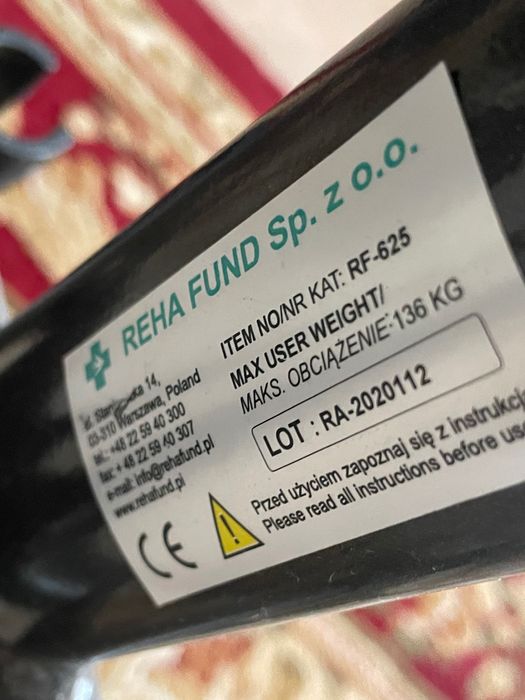 REHA FUND Sp. z o.o.
14,
03-310 Warszawa, Poland
tel.: +48 22 59 40 300
fax: + 48 22 59 40 307
e-mail: info@rehafund.pl
www.rehafund.pl
ITEM NO/NR KAT: RF-625
MAX USER WEIGHT/
MAKS. OBCIĄŻENIE:136 KG
LOT : RA-2020112
Przed użyciem zapoznaj się z
Please read all instructions before
CE